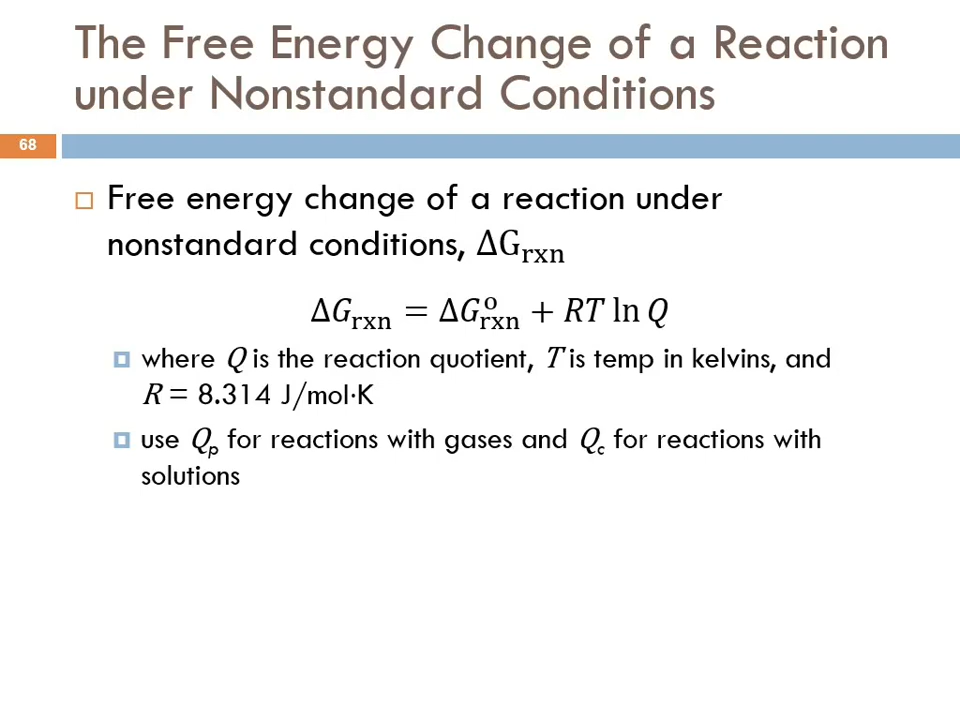 The Free Energy Change of a Reaction
under Nonstandard Conditions
68
Free energy change of a reaction under
nonstandard conditions, ΔG_rxn
ΔG_rxn = ΔG°_rxn + RT ln Q
where Q is the reaction quotient, T is temp in kelvins, and
R = 8.314 J/mol·K
use Q_p for reactions with gases and Q_c for reactions with
solutions